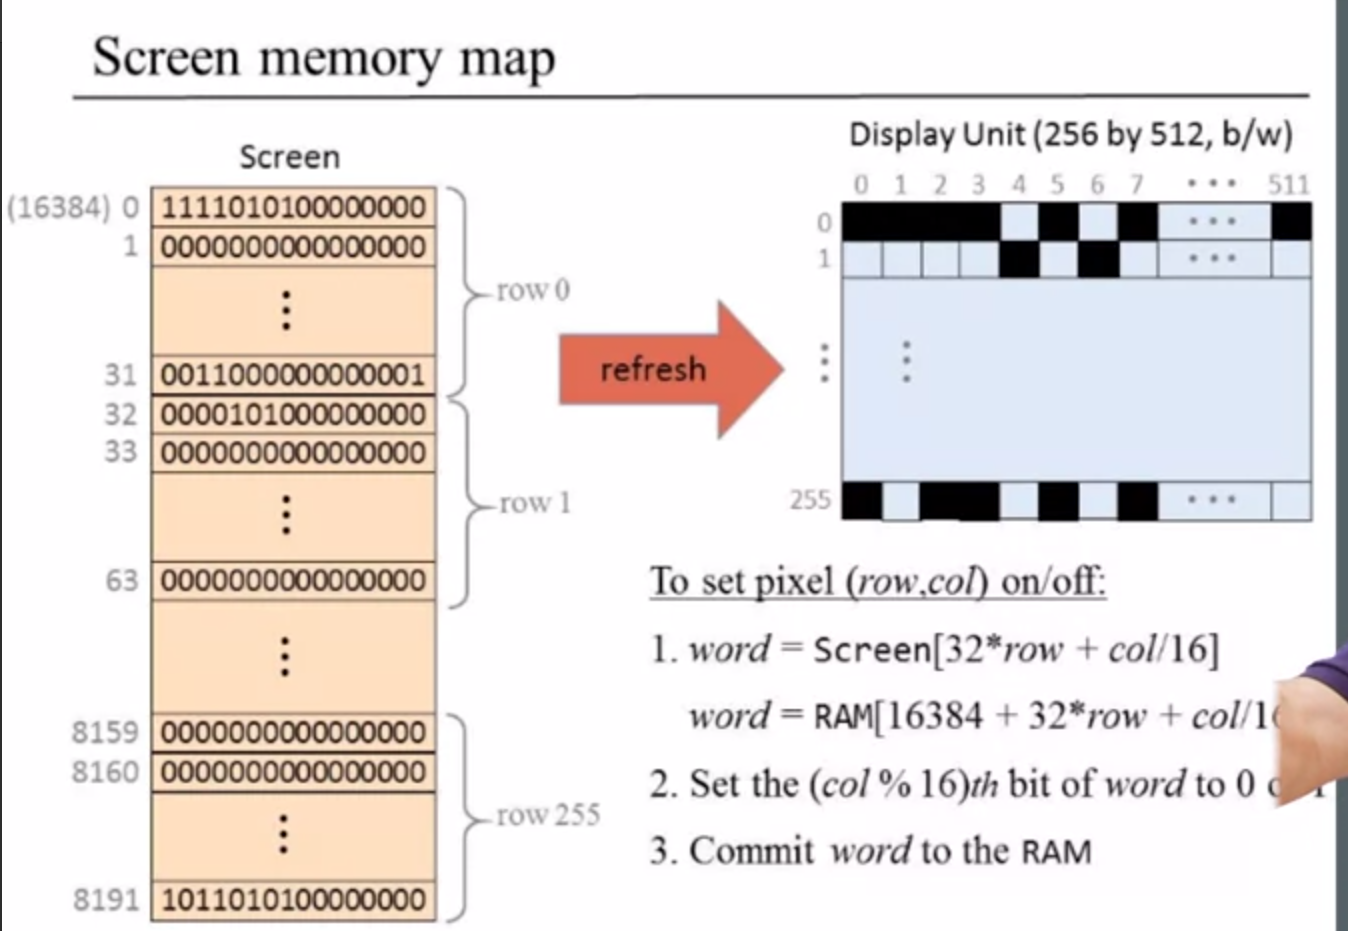 Screen memory map
Screen
(16384) 0 1111010100000000
1 0000000000000000
31 0011000000000001
32 0000101000000000
33 0000000000000000
63 0000000000000000
8159 0000000000000000
8160 0000000000000000
8191 1011010100000000
row 0
row 1
row 255
refresh
Display Unit (256 by 512, b/w)
0 1 2 3 4 5 6 7 ... 511
0 ...
1 ...
255 ...
To set pixel (row,col) on/off:
1. word = Screen[32*row + col/16]
word = RAM[16384 + 32*row + col/1
2. Set the (col % 16)th bit of word to 0
3. Commit word to the RAM